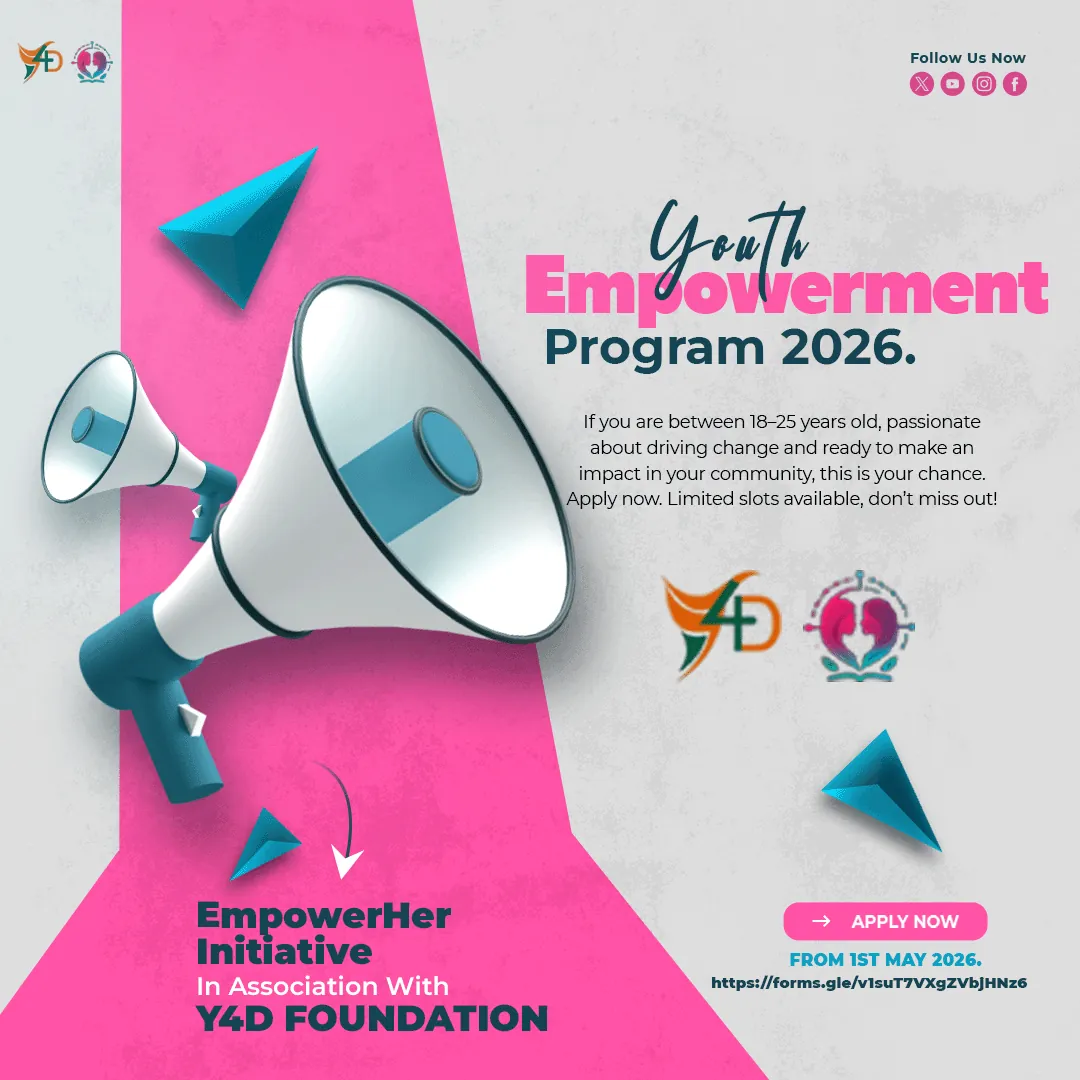 Y4D
Follow Us Now
Youth
Empowerment
Program 2026.
If you are between 18–25 years old, passionate
about driving change and ready to make an
impact in your community, this is your chance.
Apply now. Limited slots available, don't miss out!
Y4D
→ APPLY NOW
FROM 1ST MAY 2026.
https://forms.gle/v1suT7VXgZVbjHNz6
EmpowerHer
Initiative
In Association With
Y4D FOUNDATION